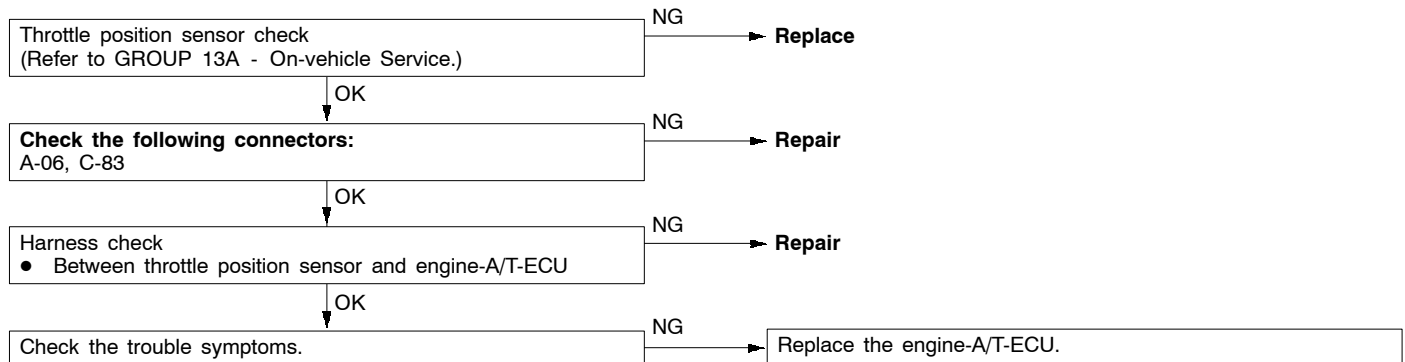 Throttle position sensor check
(Refer to GROUP 13A - On-vehicle Service.)
NG
Replace
OK
Check the following connectors:
A-06, C-83
NG
Repair
OK
Harness check
● Between throttle position sensor and engine-A/T-ECU
NG
Repair
OK
Check the trouble symptoms.
NG
Replace the engine-A/T-ECU.